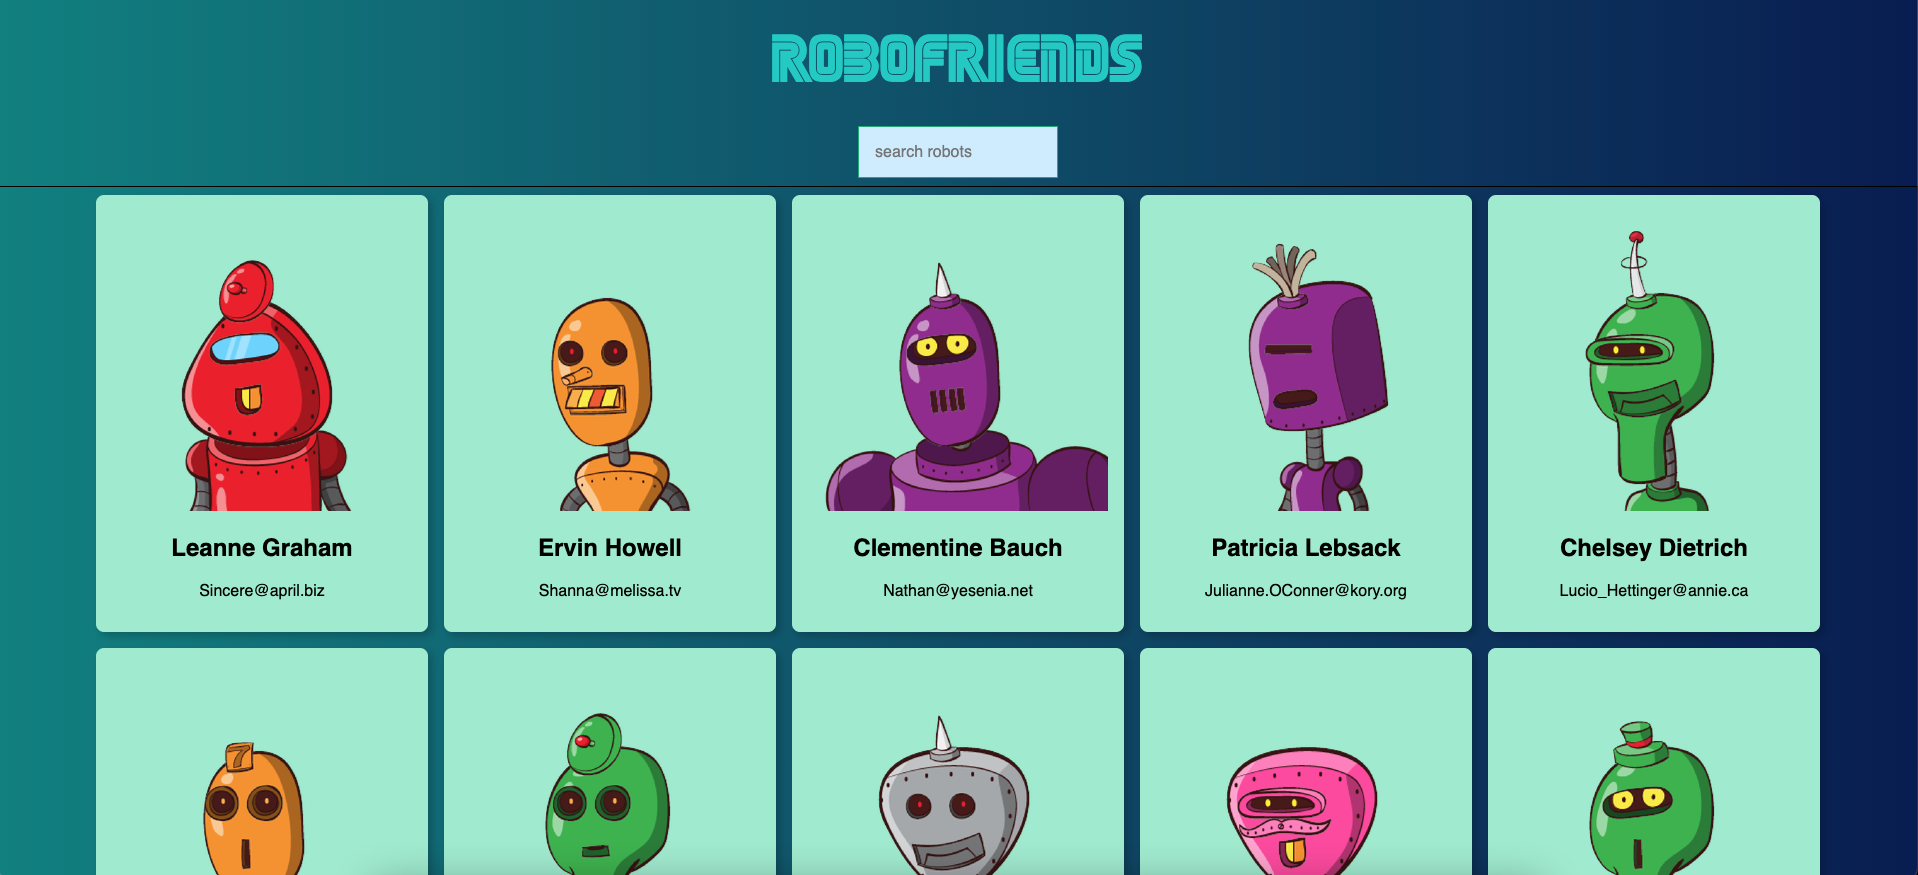 ROBOFRIENDS
search robots
Leanne Graham
Sincere@april.biz
Ervin Howell
Shanna@melissa.tv
Clementine Bauch
Nathan@yesenia.net
Patricia Lebsack
Julianne.OConner@kory.org
Chelsey Dietrich
Lucio_Hettinger@annie.ca
7